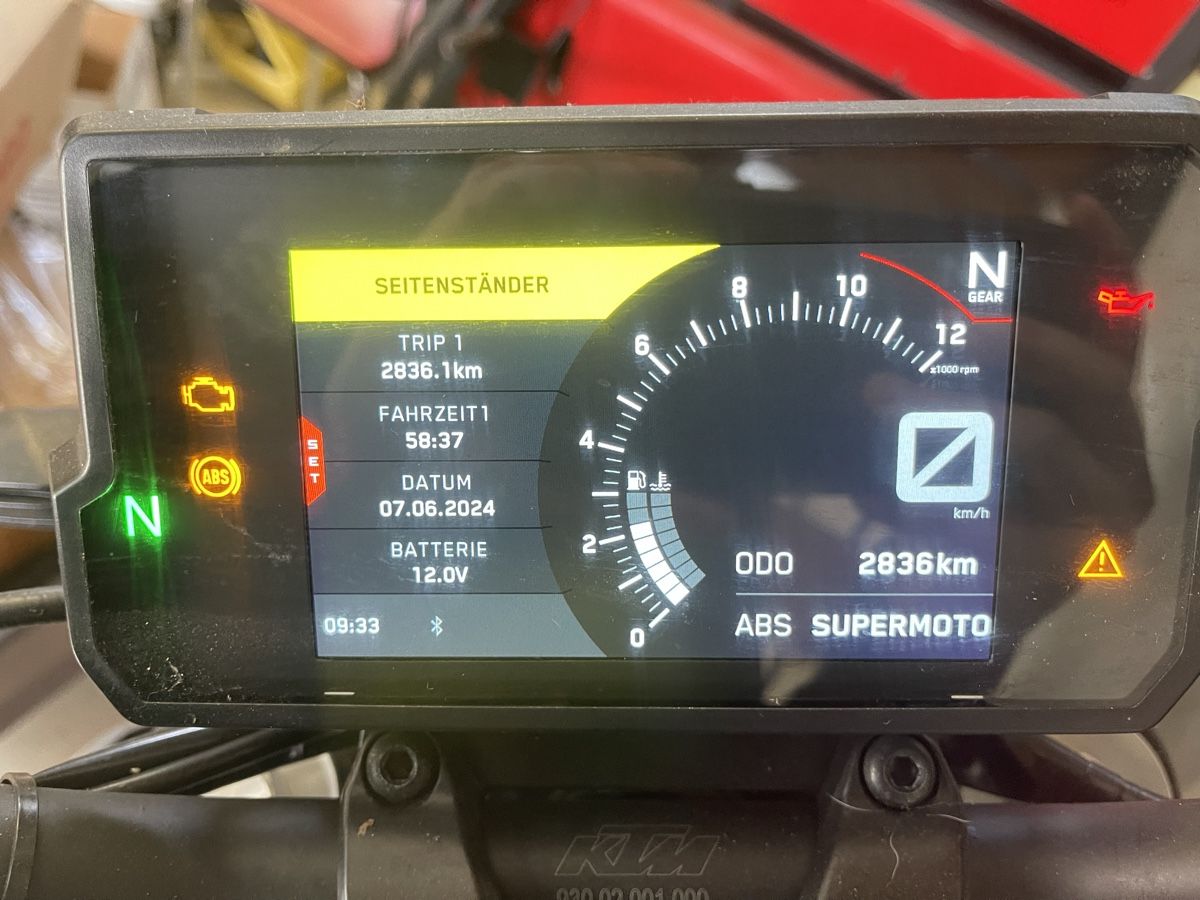 SEITENSTÄNDER
TRIP 1
2836.1km
FAHRZEIT1
58:37
DATUM
07.06.2024
BATTERIE
12.0V
09:33
SET
ABS
N
0
2
4
6
8
10
12
x1000 rpm
N
GEAR
km/h
ODO 2836km
ABS SUPERMOTO
KTM